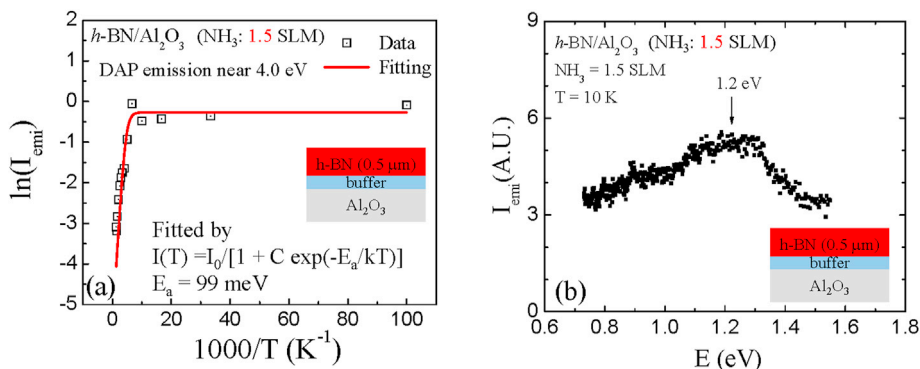 h-BN/Al₂O₃ (NH₃: 1.5 SLM)
Data
DAP emission near 4.0 eV
Fitting
ln(I_emi)
1
0
-1
-2
-3
-4
-5
h-BN (0.5 μm)
buffer
Al₂O₃
Fitted by
I(T) =I₀/[1 + C exp(-Eₐ/kT)]
Eₐ = 99 meV
(a)
0 20 40 60 80 100
1000/T (K⁻¹)
h-BN/Al₂O₃ (NH₃: 1.5 SLM)
NH₃ = 1.5 SLM
T = 10 K
1.2 eV
I_emi(A.U.)
9
6
3
0
h-BN (0.5 μm)
buffer
Al₂O₃
(b)
0.6 0.8 1.0 1.2 1.4 1.6 1.8
E (eV)